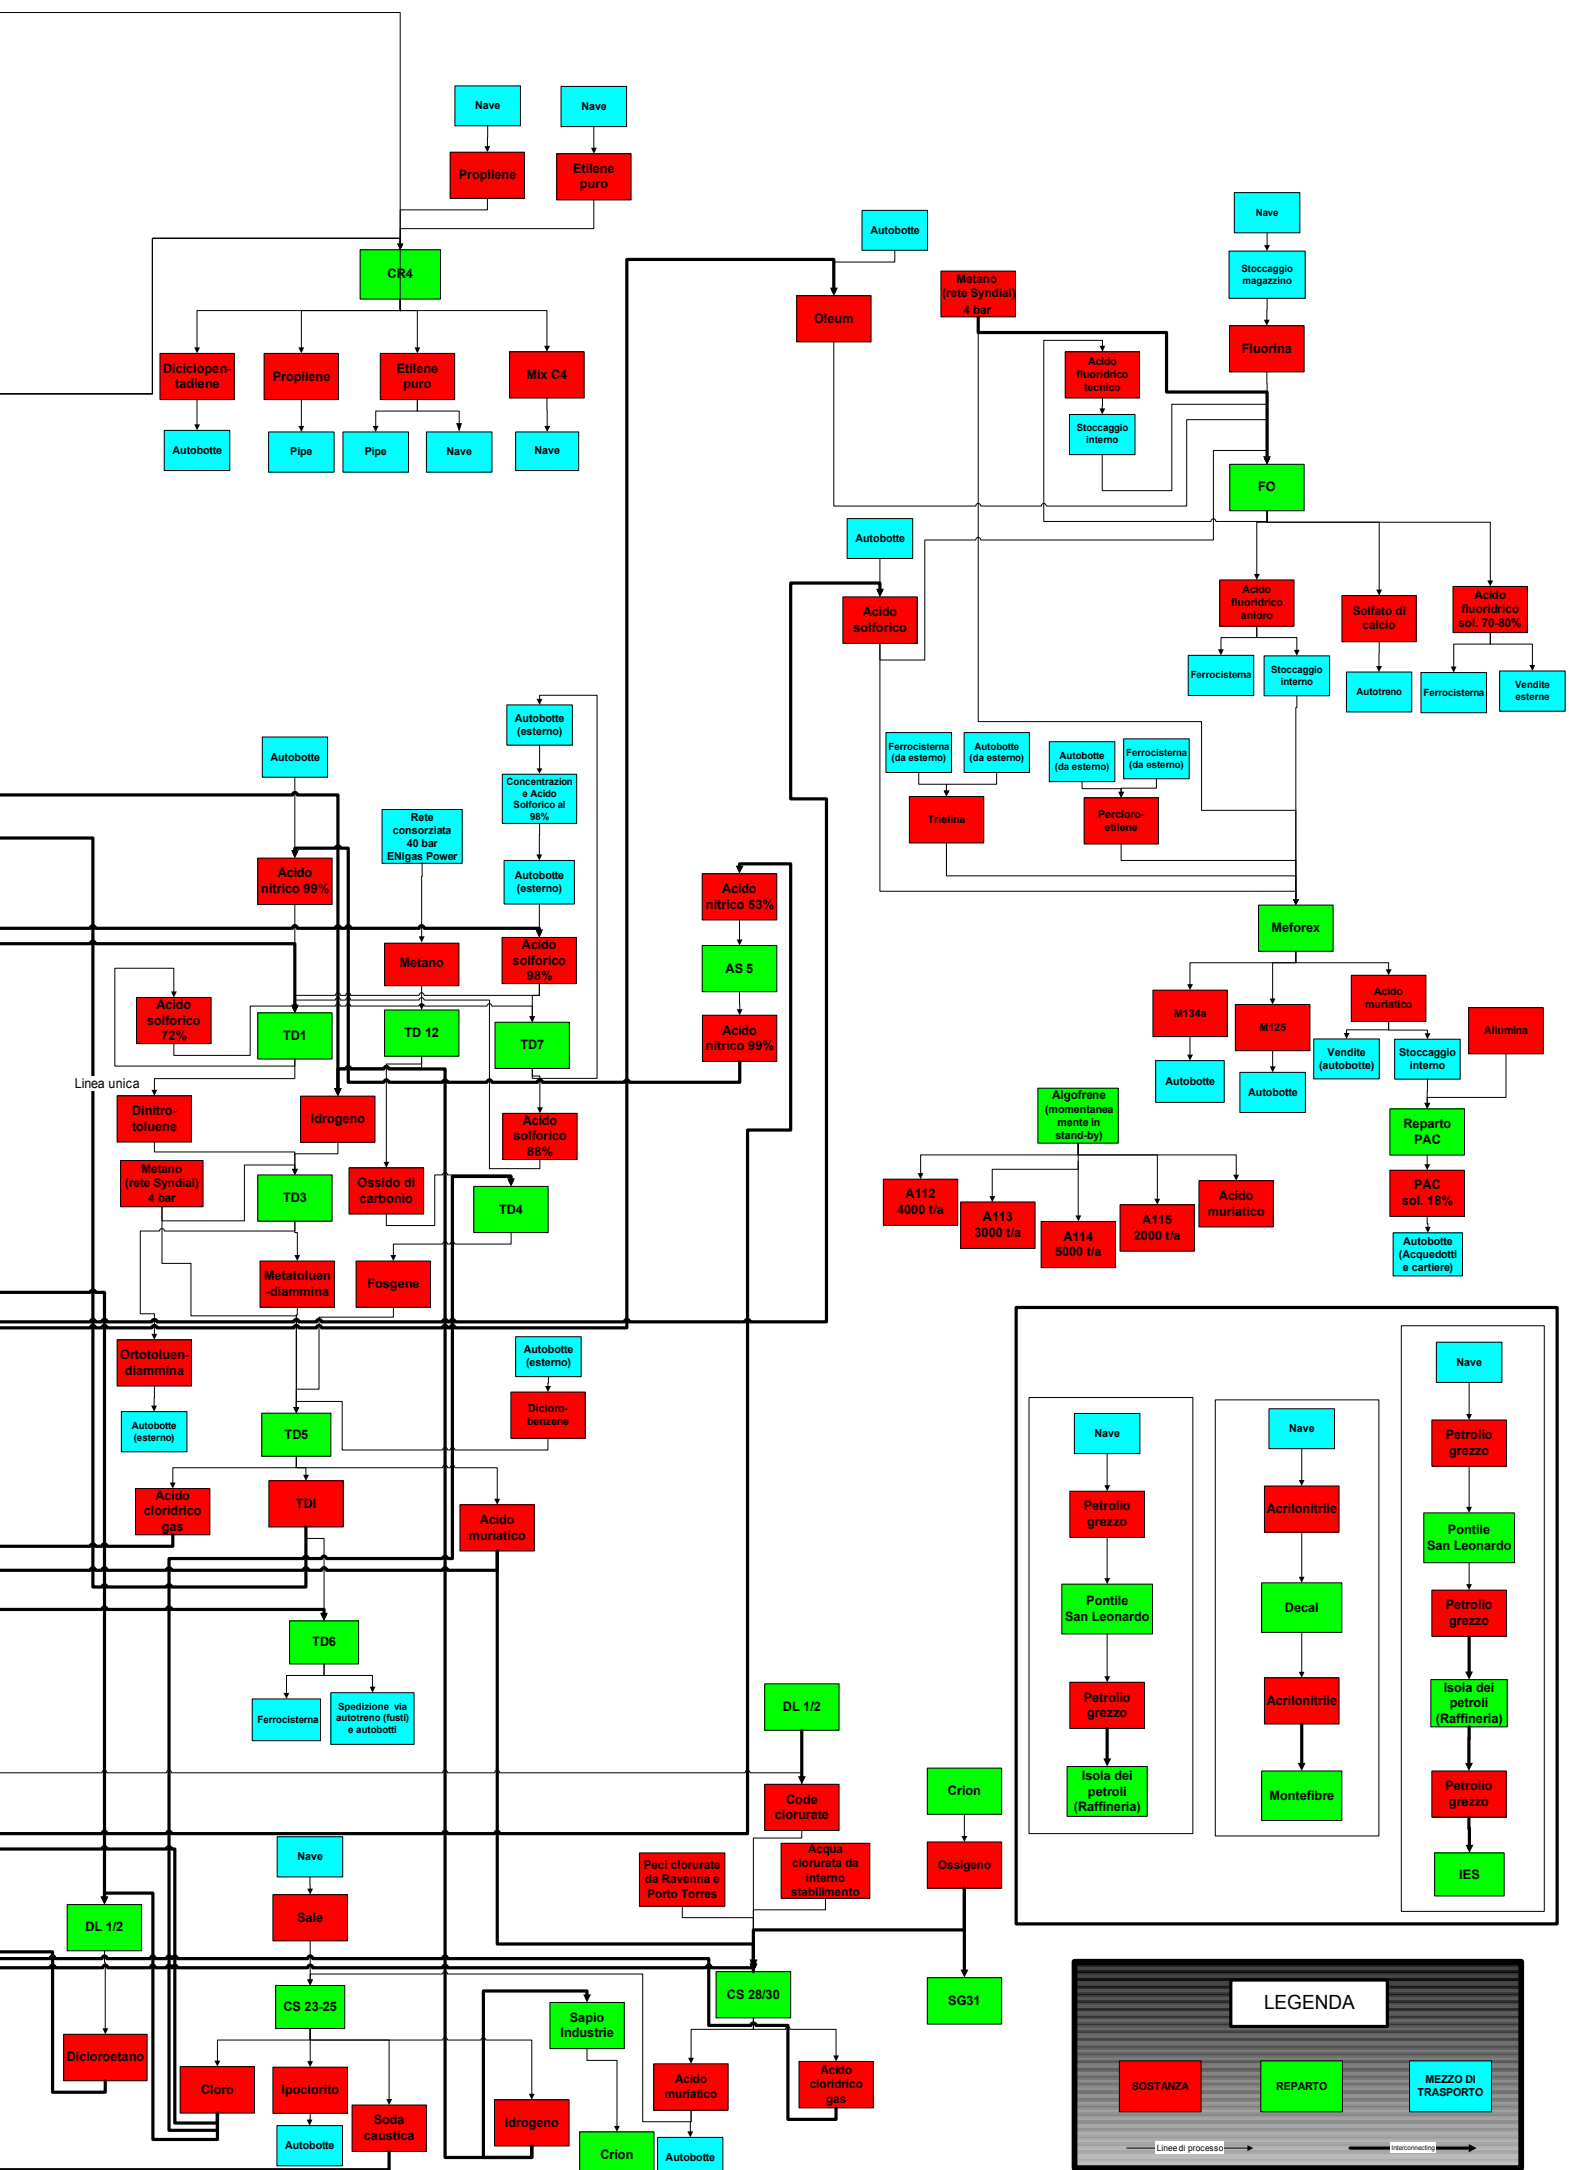 Nave
Nave
Propilene
Etilene
puro
CR4
Diciclopen-
tadiene
Propilene
Etilene
puro
Mix C4
Autobotte
Pipe
Pipe
Nave
Nave
Autobotte
Oleum
Metano
(rete Syndial)
4 bar
Nave
Stoccaggio
magazzino
Fluorina
Acido
fluoridrico
tecnico
Stoccaggio
interno
FO
Autobotte
Acido
solforico
Acido
fluoridrico
anidro
Solfato di
calcio
Acido
fluoridrico
sol. 70-80%
Ferrocisterna
Stoccaggio
interno
Autotreno
Ferrocisterna
Vendite
esterne
Ferrocisterna
(da esterno)
Autobotte
(da esterno)
Autobotte
(da esterno)
Ferrocisterna
(da esterno)
Trielina
Percloro-
etilene
Meforex
M134a
M125
Acido
muriatico
Allumina
Autobotte
Autobotte
Vendite
(autobotte)
Stoccaggio
interno
Reparto
PAC
PAC
sol. 18%
Autobotte
(Acquedotti
e cartiere)
Algofrene
(momentanea
mente in
stand-by)
A112
4000 t/a
A113
3000 t/a
A114
5000 t/a
A115
2000 t/a
Acido
muriatico
Autobotte
Acido
nitrico 99%
Rete
consorziata
40 bar
ENIgas Power
Autobotte
(esterno)
Concentrazion
e Acido
Solforico al
98%
Autobotte
(esterno)
Acido
solforico
98%
Metano
Acido
nitrico 53%
AS 5
Acido
nitrico 99%
Acido
solforico
72%
TD1
TD 12
TD7
Linea unica
Dinitro-
toluene
Idrogeno
Acido
solforico
88%
Metano
(rete Syndial)
4 bar
TD3
Ossido di
carbonio
TD4
Metatoluen
-diammina
Fosgene
Ortotoluen-
diammina
Autobotte
(esterno)
Autobotte
(esterno)
Dicloro-
benzene
TD5
Acido
cloridrico
gas
TDI
Acido
muriatico
TD6
Ferrocisterna
Spedizione via
autotreno (fusti)
e autobotti
DL 1/2
Code
clorurate
Peci clorurate
da Ravenna e
Porto Torres
Acqua
clorurata da
interno
stabilimento
Crion
Ossigeno
SG31
CS 28/30
Acido
muriatico
Acido
cloridrico
gas
Autobotte
Nave
Sale
DL 1/2
CS 23-25
Sapio
Industrie
Dicloroetano
Cloro
Ipoclorito
Soda
caustica
Idrogeno
Autobotte
Crion
Nave
Petrolio
grezzo
Pontile
San Leonardo
Petrolio
grezzo
Isola dei
petroli
(Raffineria)
Nave
Acrilonitrile
Decal
Acrilonitrile
Montefibre
Nave
Petrolio
grezzo
Pontile
San Leonardo
Petrolio
grezzo
Isola dei
petroli
(Raffineria)
Petrolio
grezzo
IES
LEGENDA
SOSTANZA
REPARTO
MEZZO DI
TRASPORTO
Linee di processo
Interconnecting